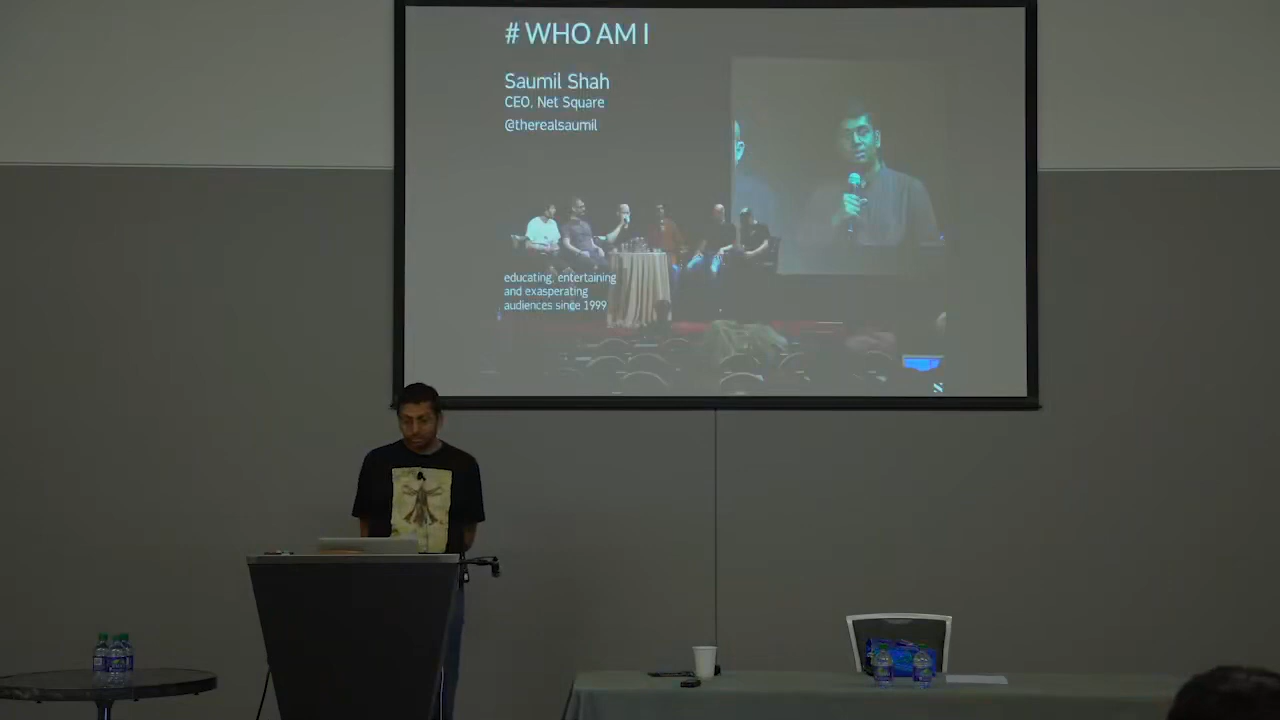 # WHO AM I
Saumil Shah
CEO, Net Square
@therealsaumil
educating, entertaining
and exasperating
audiences since 1999